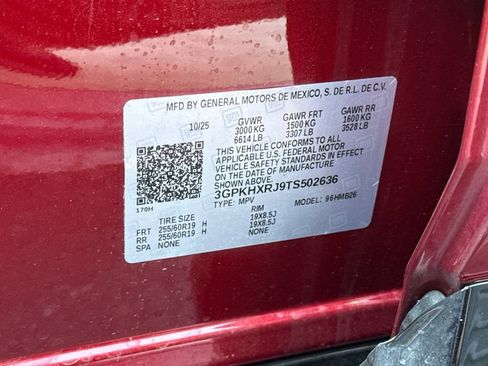 MFD BY GENERAL MOTORS DE MEXICO, S. DE R.L. DE C.V.
10/25 GVWR GAWR FRT GAWR RR
3000 KG 1500 KG 1600 KG
6614 LB 3307 LB 3528 LB
THIS VEHICLE CONFORMS TO ALL
APPLICABLE U.S. FEDERAL MOTOR
VEHICLE SAFETY STANDARDS IN EFFECT
ON THE DATE OF MANUFACTURE
SHOWN ABOVE.
3GPKHXRJ9TS502636
TYPE: MPV MODEL: 96HMB26
176H
TIRE SIZE RIM
FRT 255/60R19 H 19X8.5J
RR 255/60R19 H 19X8.5J
SPA NONE NONE